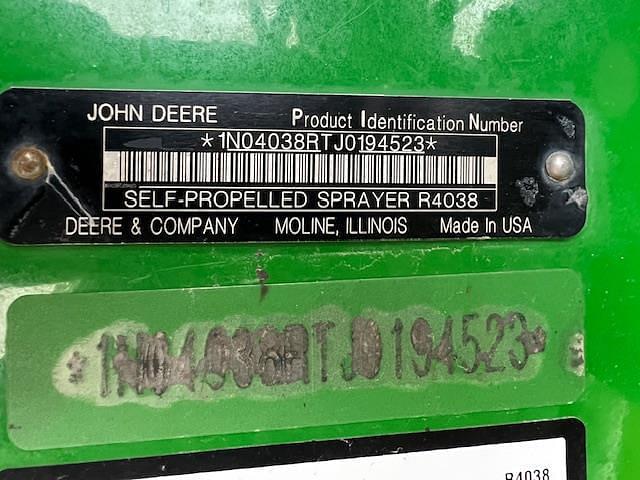 JOHN DEERE Product Identification Number
*1N04038RTJ0194523*
SELF-PROPELLED SPRAYER R4038
DEERE & COMPANY MOLINE, ILLINOIS Made In USA
*1N04038RTJ0194523*
R4038